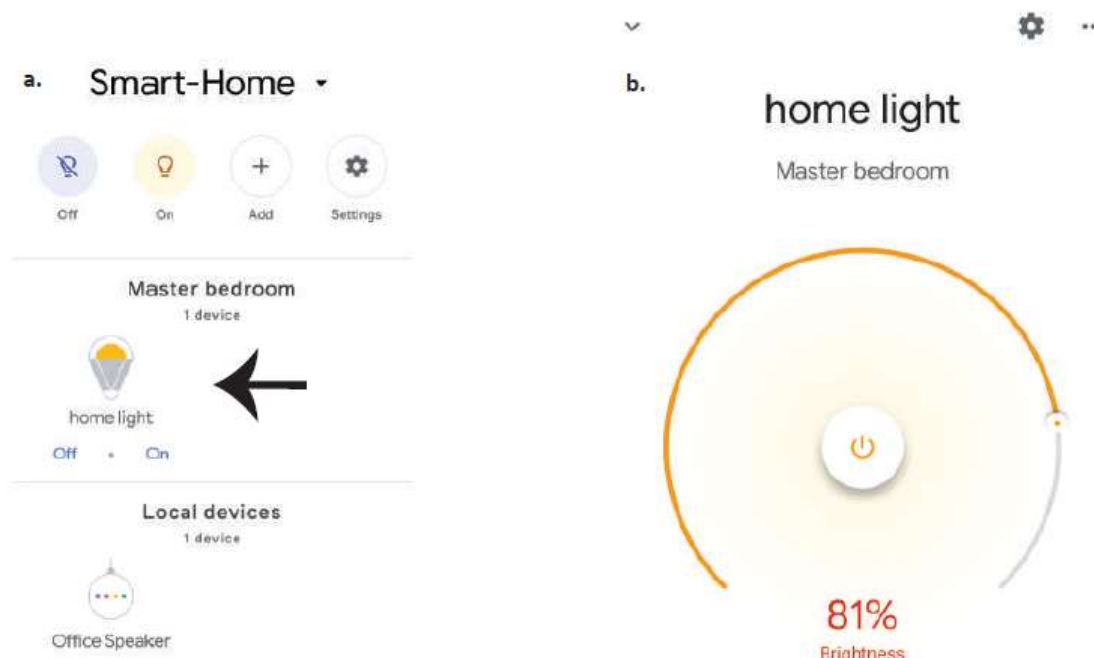 a.
Smart-Home
Off On Add Settings
Master bedroom
1 device
home light
Off • On
Local devices
1 device
Office Speaker
b.
home light
Master bedroom
81%
Brightness